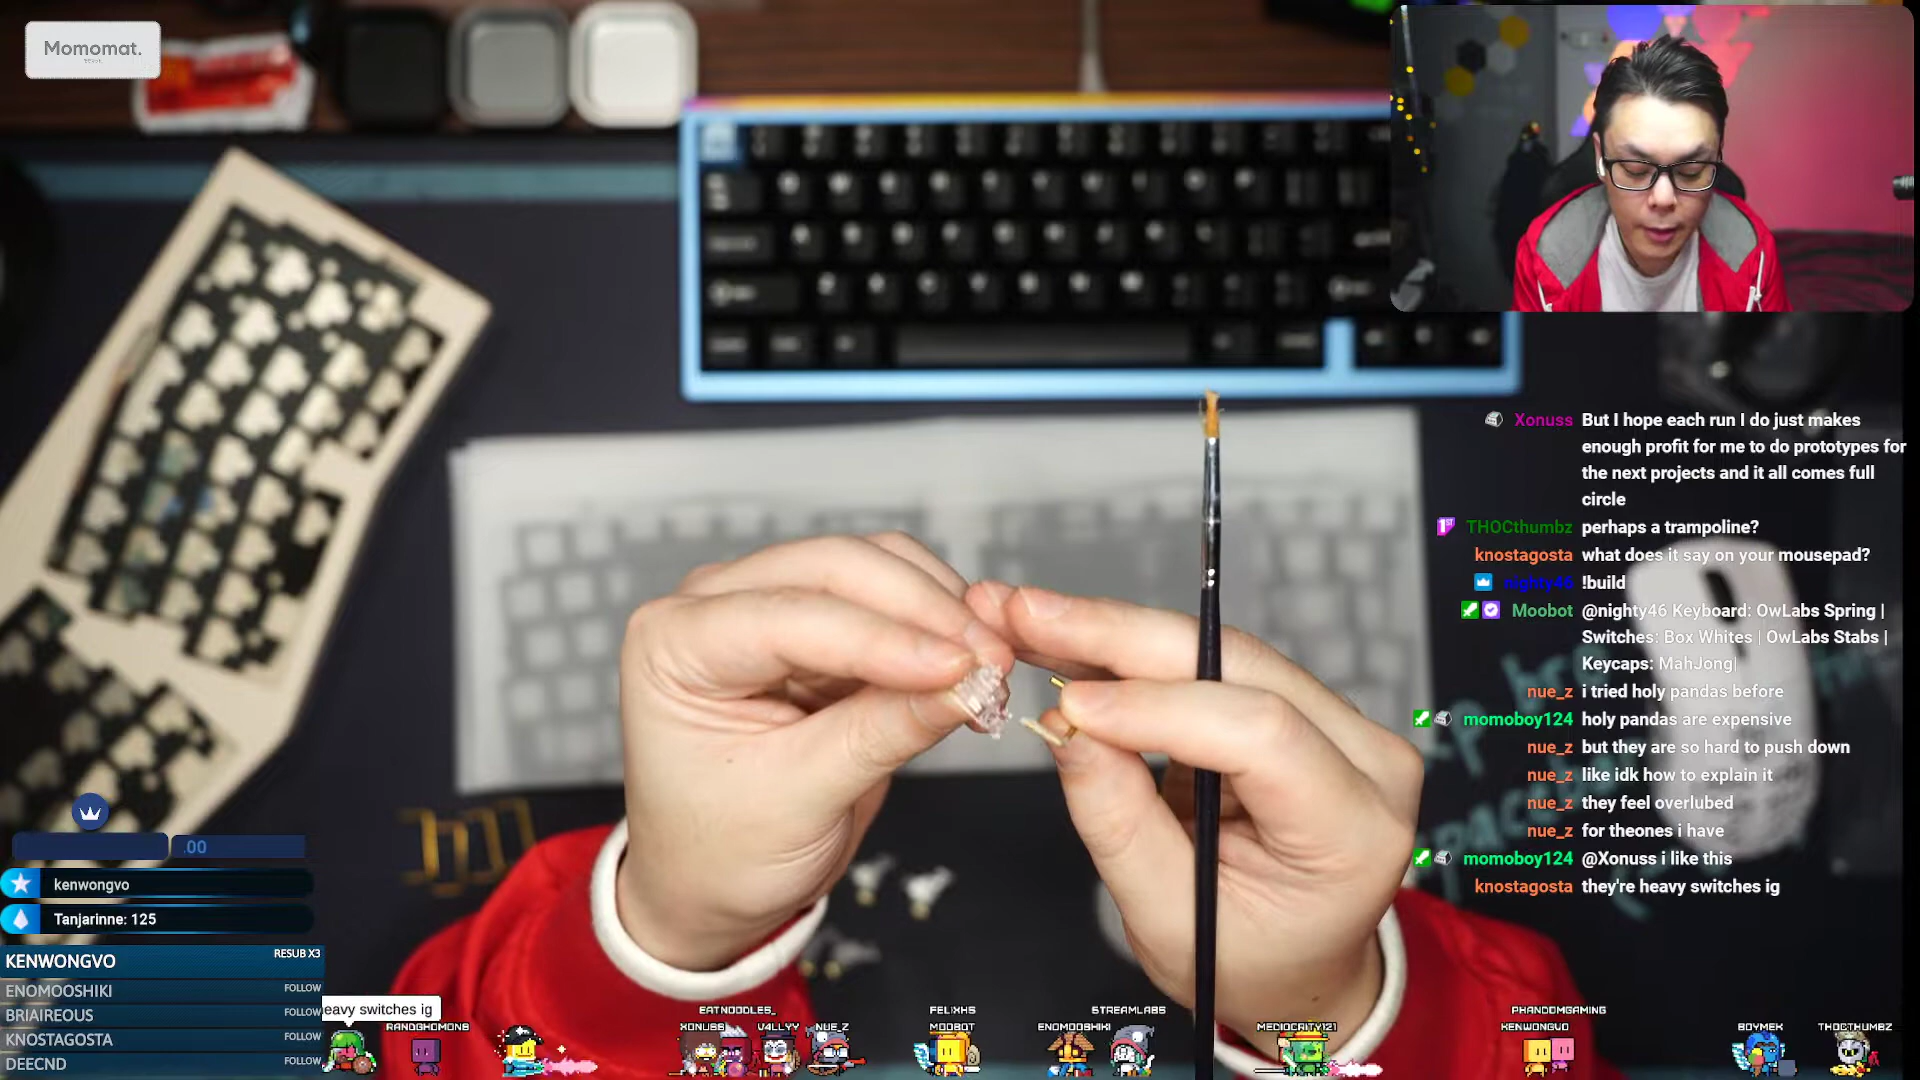 Momomat.
Xonuss But I hope each run I do just makes
enough profit for me to do prototypes for
the next projects and it all comes full
circle
THOCthumbz perhaps a trampoline?
knostagosta what does it say on your mousepad?
nighty46 !build
Moobot @nighty46 Keyboard: OwLabs Spring |
Switches: Box Whites | OwLabs Stabs |
Keycaps: MahJong|
nue_z i tried holy pandas before
momoboy124 holy pandas are expensive
nue_z but they are so hard to push down
nue_z like idk how to explain it
nue_z they feel overlubed
nue_z for theones i have
momoboy124 @Xonuss i like this
knostagosta they're heavy switches ig
.00
kenwongvo
Tanjarinne: 125
KENWONGVO RESUB X3
ENOMOOSHIKI FOLLOW
BRIAIREOUS FOLLOW
KNOSTAGOSTA FOLLOW
DEECND FOLLOW
heavy switches ig
EATNOODLES_ FELIXHS STREAMLABS PHANDOMGAMING
RANDGHOMONB XONUSS V4LLYY NUE_Z MOOBOT ENOMOOSHIKI MEDIOCRITY121 KENWONGVO BOYMEK THOCTHUMBZ